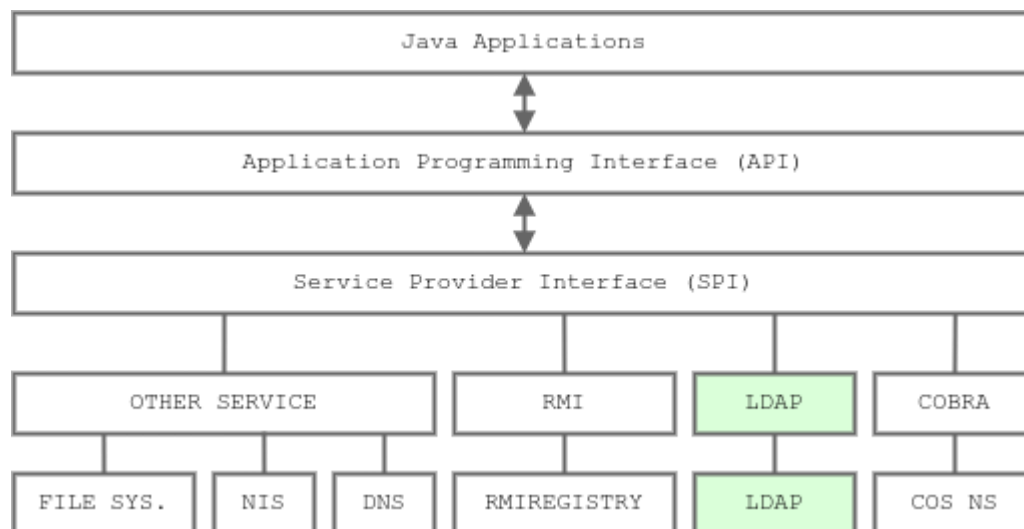 Java Applications
Application Programming Interface (API)
Service Provider Interface (SPI)
OTHER SERVICE
RMI
LDAP
COBRA
FILE SYS.
NIS
DNS
RMIREGISTRY
LDAP
COS NS